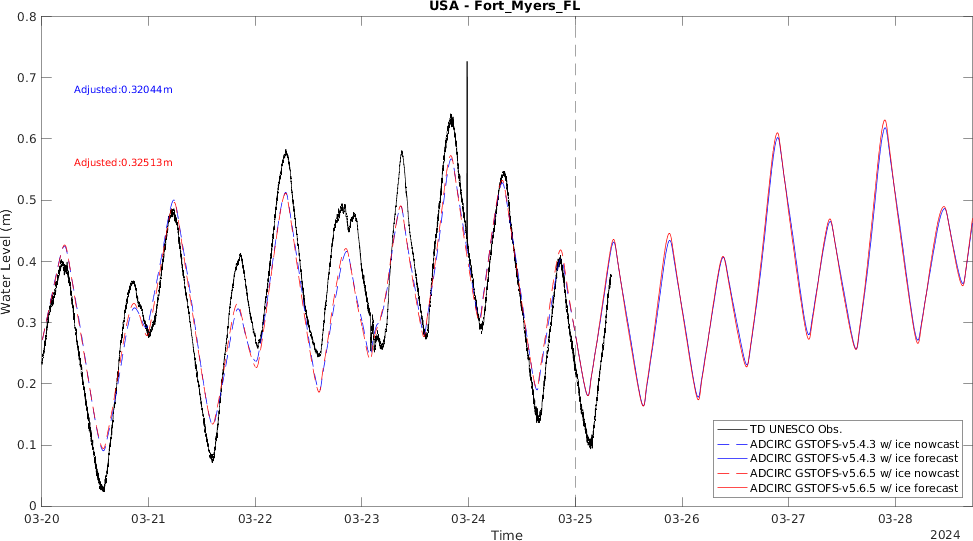 USA - Fort_Myers_FL
0.8
0.7
0.6
0.5
0.4
0.3
0.2
0.1
0
Water Level (m)
Adjusted:0.32044m
Adjusted:0.32513m
TD UNESCO Obs.
ADCIRC GSTOFS-v5.4.3 w/ ice nowcast
ADCIRC GSTOFS-v5.4.3 w/ ice forecast
ADCIRC GSTOFS-v5.6.5 w/ ice nowcast
ADCIRC GSTOFS-v5.6.5 w/ ice forecast
03-20 03-21 03-22 03-23 03-24 03-25 03-26 03-27 03-28
Time
2024